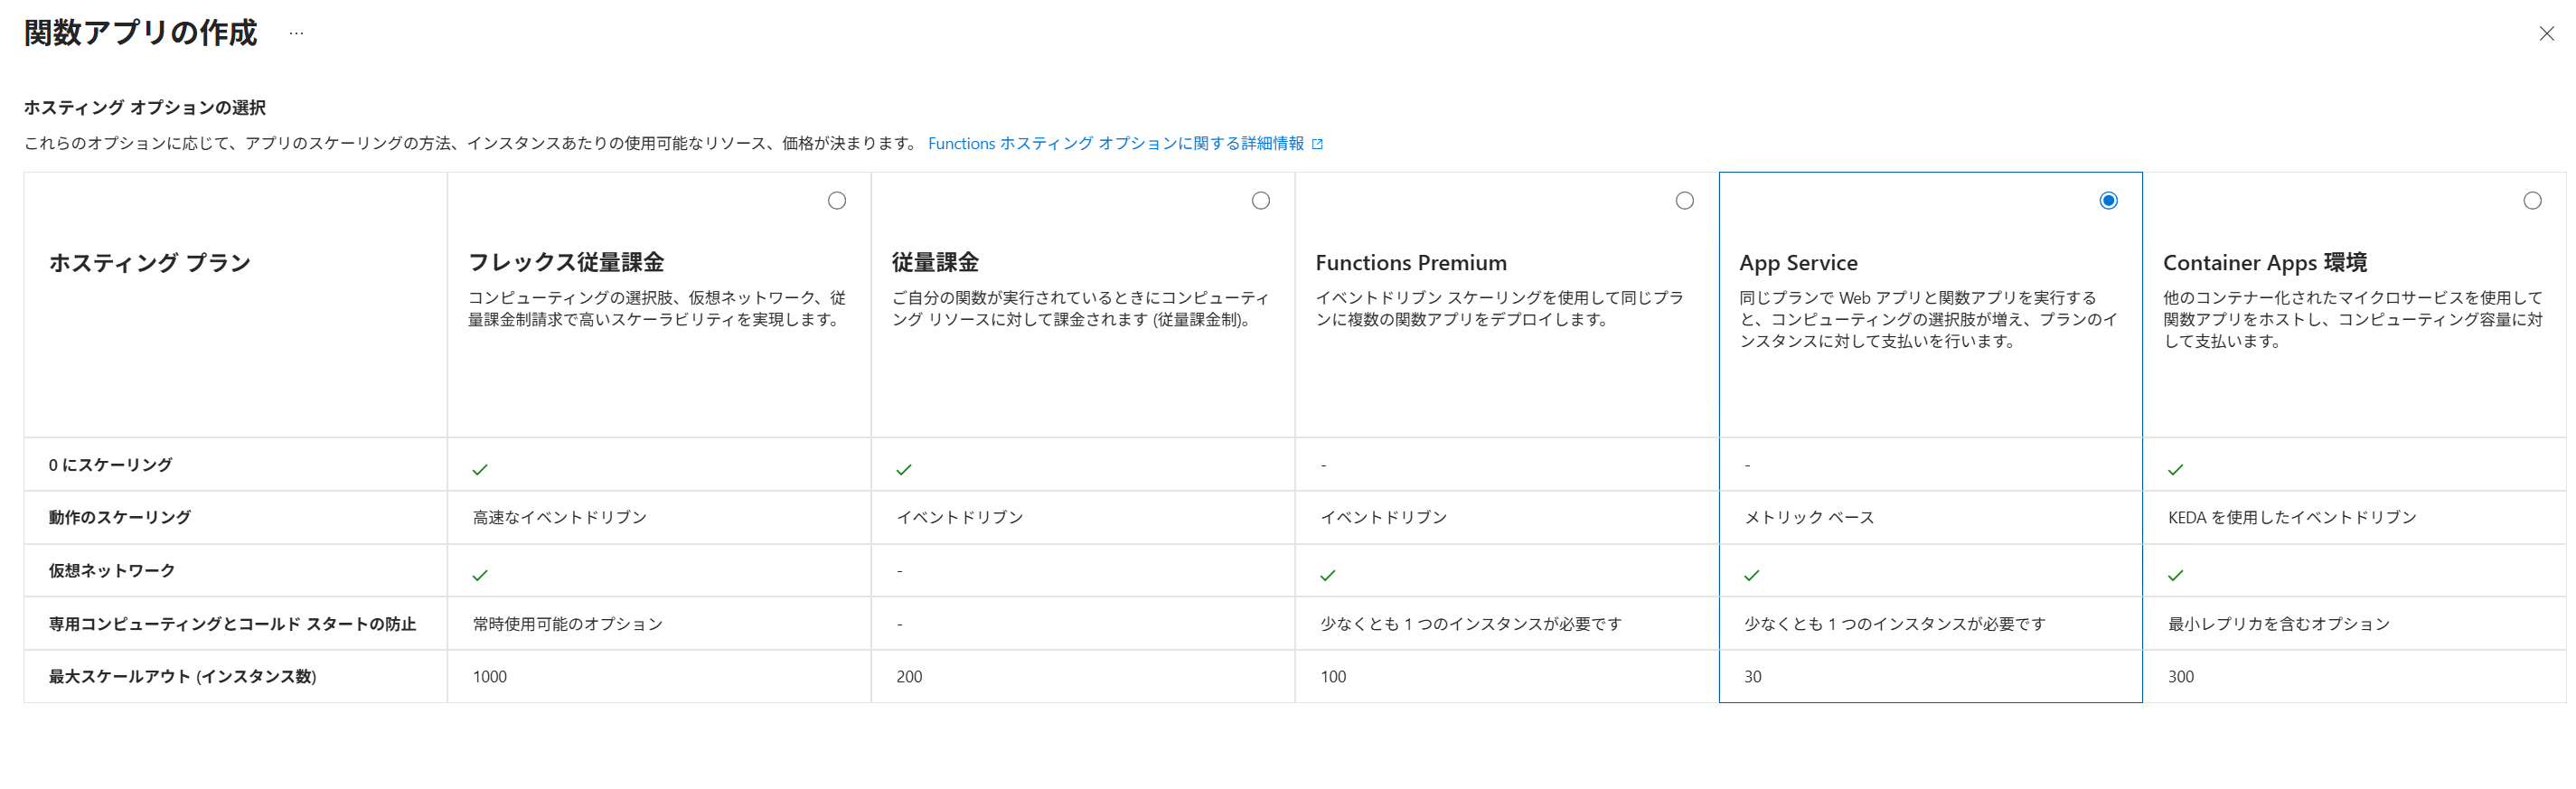 関数アプリの作成 …
ホスティング オプションの選択
これらのオプションに応じて、アプリのスケーリングの方法、インスタンスあたりの使用可能なリソース、価格が決まります。 Functions ホスティング オプションに関する詳細情報
ホスティング プラン
フレックス従量課金
コンピューティングの選択肢、仮想ネットワーク、従
量課金制請求で高いスケーラビリティを実現します。
従量課金
ご自分の関数が実行されているときにコンピューティ
ング リソースに対して課金されます (従量課金制)。
Functions Premium
イベントドリブン スケーリングを使用して同じプラ
ンに複数の関数アプリをデプロイします。
App Service
同じプランで Web アプリと関数アプリを実行する
と、コンピューティングの選択肢が増え、プランのイ
ンスタンスに対して支払いを行います。
Container Apps 環境
他のコンテナー化されたマイクロサービスを使用して
関数アプリをホストし、コンピューティング容量に対
して支払います。
0 にスケーリング ✓ ✓ - - ✓
動作のスケーリング 高速なイベントドリブン イベントドリブン イベントドリブン メトリック ベース KEDA を使用したイベントドリブン
仮想ネットワーク ✓ - ✓ ✓ ✓
専用コンピューティングとコールド スタートの防止 常時使用可能のオプション - 少なくとも 1 つのインスタンスが必要です 少なくとも 1 つのインスタンスが必要です 最小レプリカを含むオプション
最大スケールアウト (インスタンス数) 1000 200 100 30 300